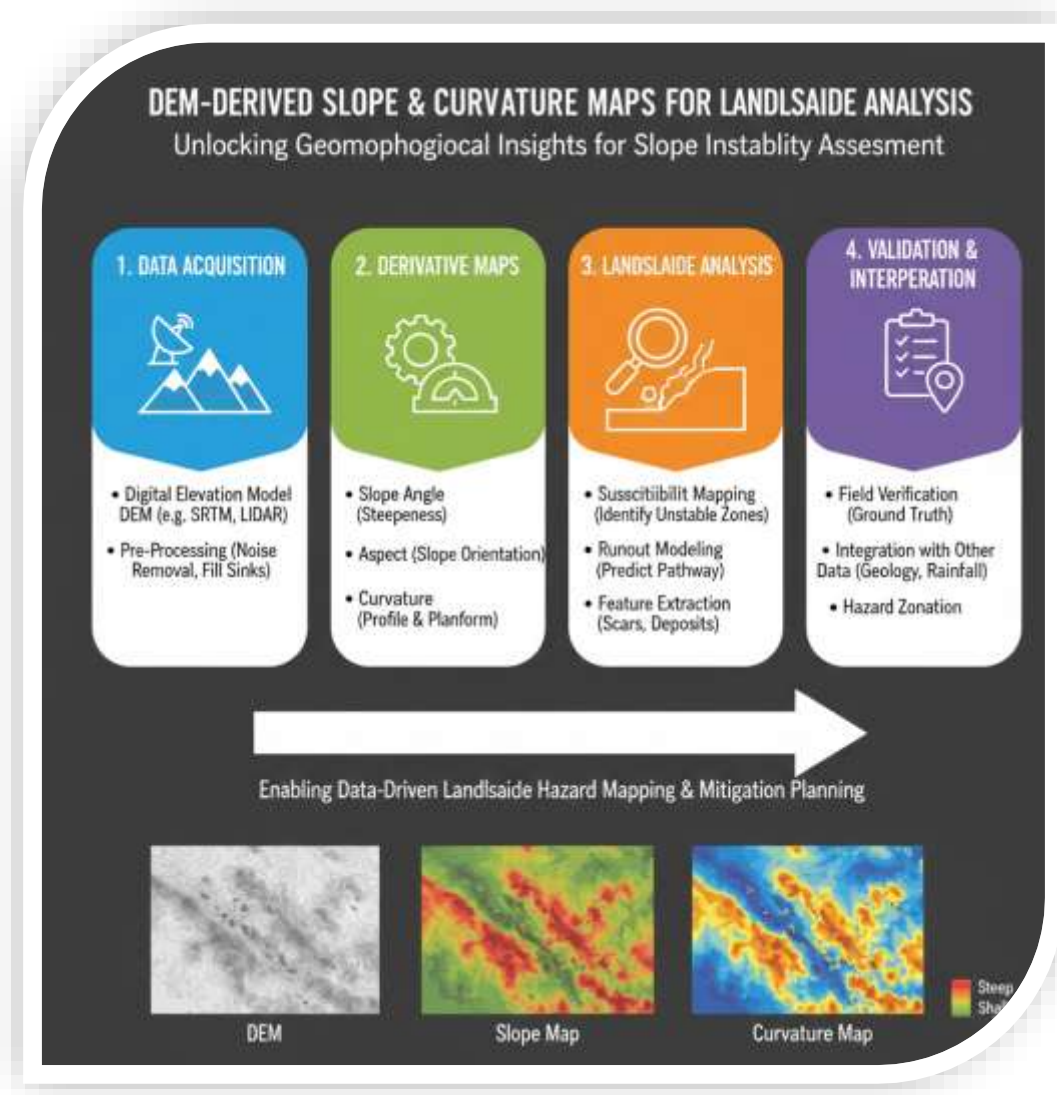 DEM-DERIVED SLOPE & CURVATURE MAPS FOR LANDLSAIDE ANALYSIS
Unlocking Geomophogiocal Insights for Slope Instablity Assesment
1. DATA ACQUISITION
• Digital Elevation Model
DEM (e.g, SRTM, LIDAR)
• Pre-Processing (Noise
Removal, Fill Sinks)
2. DERIVATIVE MAPS
• Slope Angle
(Steepeness)
• Aspect (Slope Orientation)
• Curvature
(Profile & Planform)
3. LANDSLAIDE ANALYSIS
• Susscitiibilit Mapping
(Identify Unstable Zones)
• Runout Modeling
(Predict Pathway)
• Feature Extraction
(Scars, Deposits)
4. VALIDATION &
INTERPERATION
• Field Verification
(Ground Truth)
• Integration with Other
Data (Geology, Rainfall)
• Hazard Zonation
Enabling Data-Driven Landlsaide Hazard Mapping & Mitigation Planning
DEM
Slope Map
Curvature Map
Steep